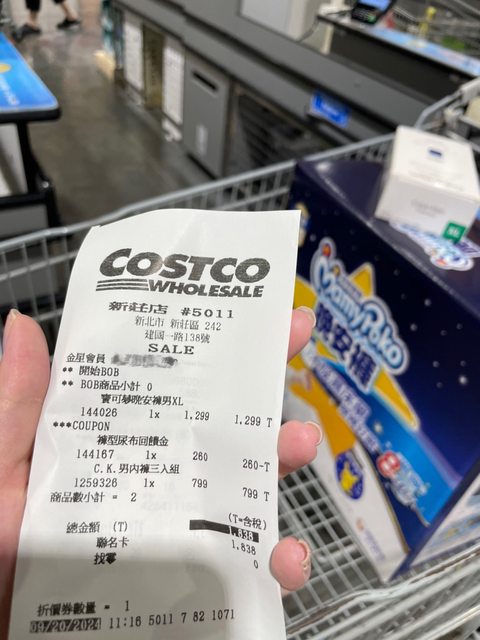 COSTCO
WHOLESALE
新莊店 #5011
新北市 新莊區 242
建國一路138號
SALE
金星會員
** 開始BOB
** BOB商品小計 0
寶可夢晚安褲男XL
144026 1x 1,299 1,299 T
***COUPON
褲型尿布回饋金
144167 1x 260 260-T
C.K.男內褲三入組
1259326 1x 799 799 T
商品數小計 = 2
(T=含稅)
總金額 (T) 1,838
聯名卡 1,838
找零 0
折價券數量 = 1
09/20/2024 11:16 5011 7 82 1071
MamyPoko
晚安褲